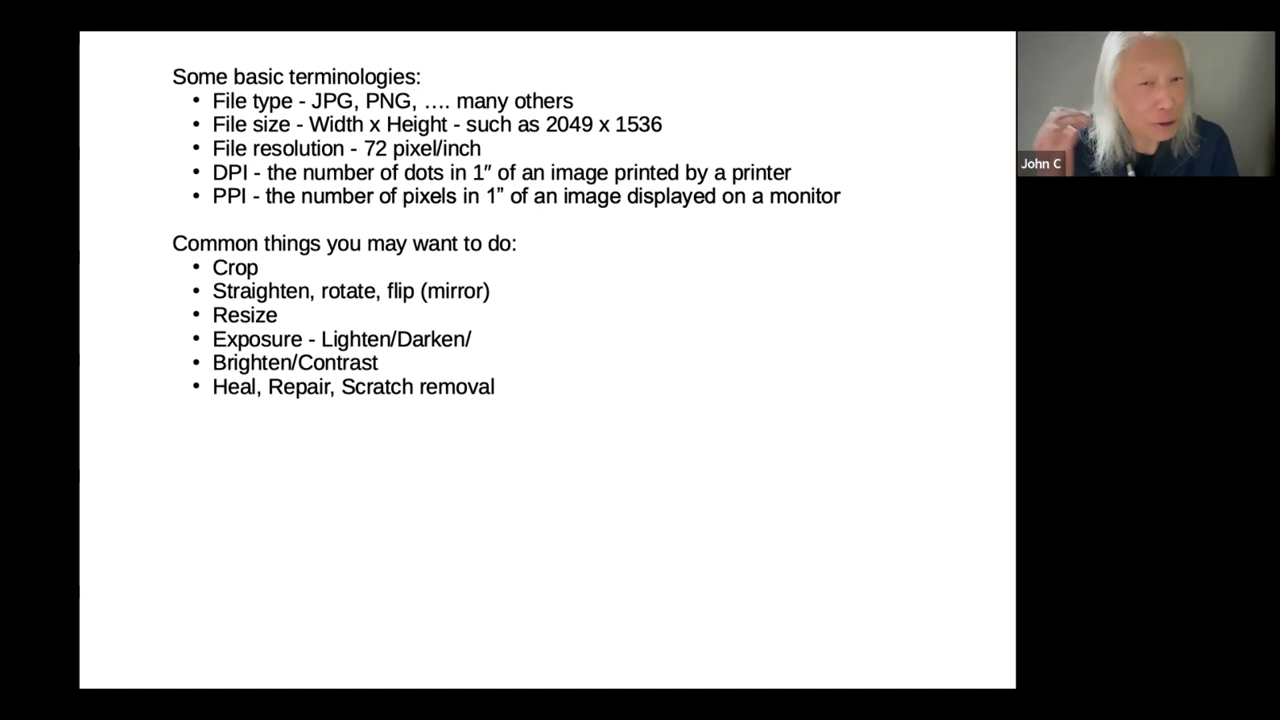 Some basic terminologies:
• File type - JPG, PNG, …. many others
• File size - Width x Height - such as 2049 x 1536
• File resolution - 72 pixel/inch
• DPI - the number of dots in 1″ of an image printed by a printer
• PPI - the number of pixels in 1” of an image displayed on a monitor
Common things you may want to do:
• Crop
• Straighten, rotate, flip (mirror)
• Resize
• Exposure - Lighten/Darken/
• Brighten/Contrast
• Heal, Repair, Scratch removal
John C